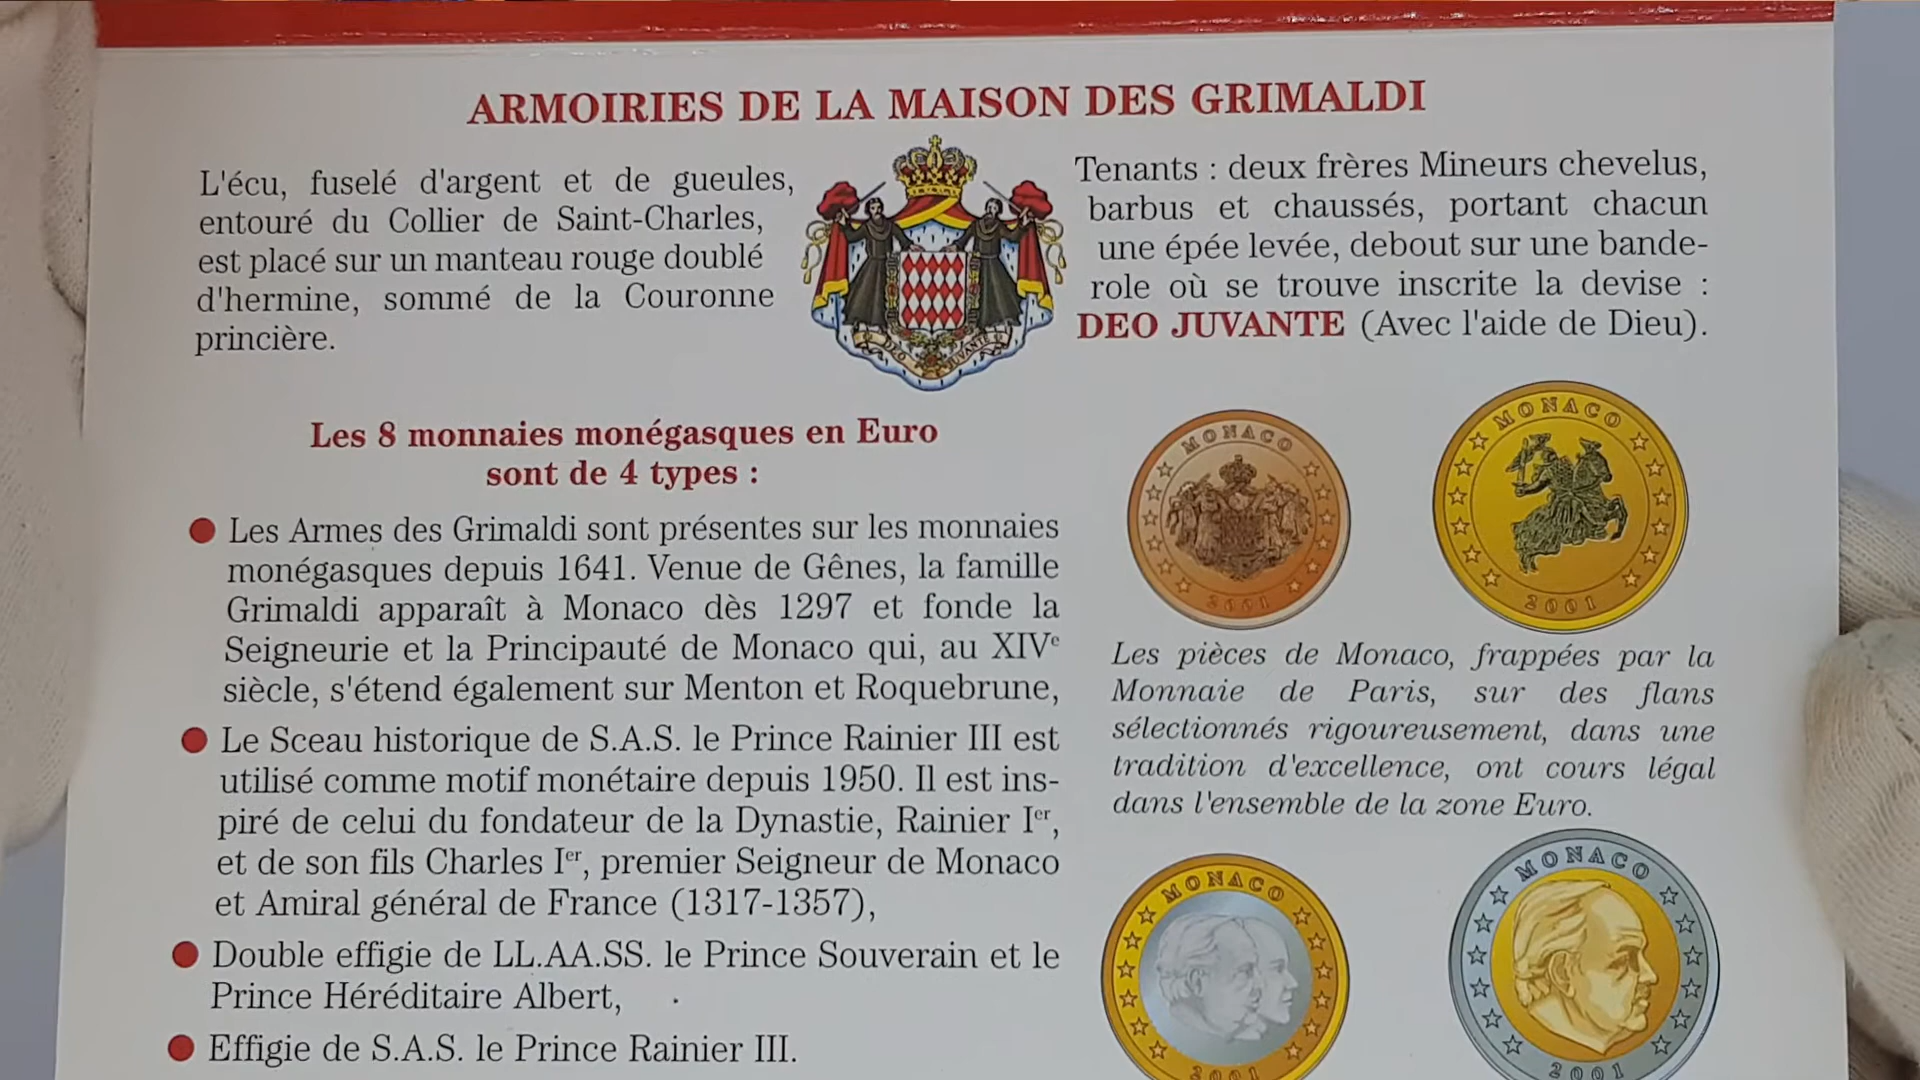 ARMOIRIES DE LA MAISON DES GRIMALDI
L'écu, fuselé d'argent et de gueules,
entouré du Collier de Saint-Charles,
est placé sur un manteau rouge doublé
d'hermine, sommé de la Couronne
princière.
DEO JUVANTE
Tenants : deux frères Mineurs chevelus,
barbus et chaussés, portant chacun
une épée levée, debout sur une bande-
role où se trouve inscrite la devise :
DEO JUVANTE (Avec l'aide de Dieu).
Les 8 monnaies monégasques en Euro
sont de 4 types :
Les Armes des Grimaldi sont présentes sur les monnaies
monégasques depuis 1641. Venue de Gênes, la famille
Grimaldi apparaît à Monaco dès 1297 et fonde la
Seigneurie et la Principauté de Monaco qui, au XIVe
siècle, s'étend également sur Menton et Roquebrune,
Le Sceau historique de S.A.S. le Prince Rainier III est
utilisé comme motif monétaire depuis 1950. Il est ins-
piré de celui du fondateur de la Dynastie, Rainier Ier,
et de son fils Charles Ier, premier Seigneur de Monaco
et Amiral général de France (1317-1357),
Double effigie de LL.AA.SS. le Prince Souverain et le
Prince Héréditaire Albert,
Effigie de S.A.S. le Prince Rainier III.
MONACO
2001
MONACO
2001
Les pièces de Monaco, frappées par la
Monnaie de Paris, sur des flans
sélectionnés rigoureusement, dans une
tradition d'excellence, ont cours légal
dans l'ensemble de la zone Euro.
MONACO
2001
MONACO
2001